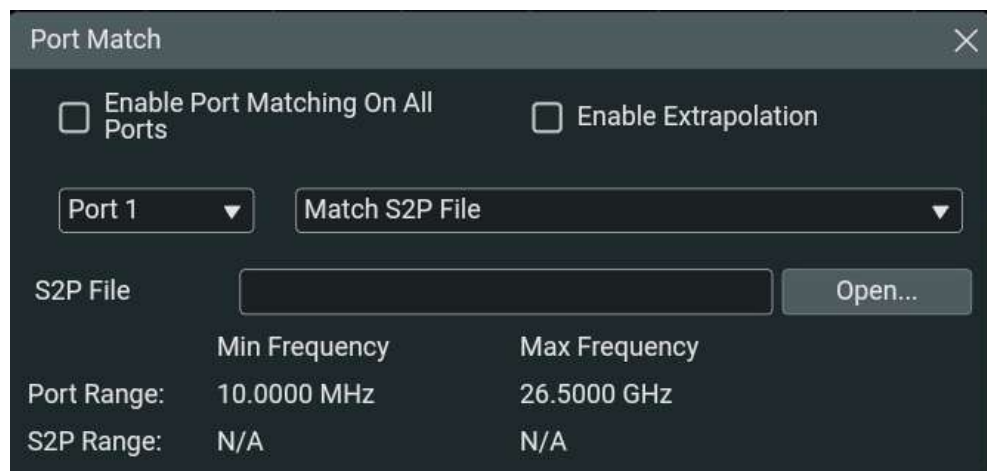 Port Match
Enable Port Matching On All
Ports
Enable Extrapolation
Port 1
Match S2P File
S2P File
Open...
Min Frequency Max Frequency
Port Range: 10.0000 MHz 26.5000 GHz
S2P Range: N/A N/A